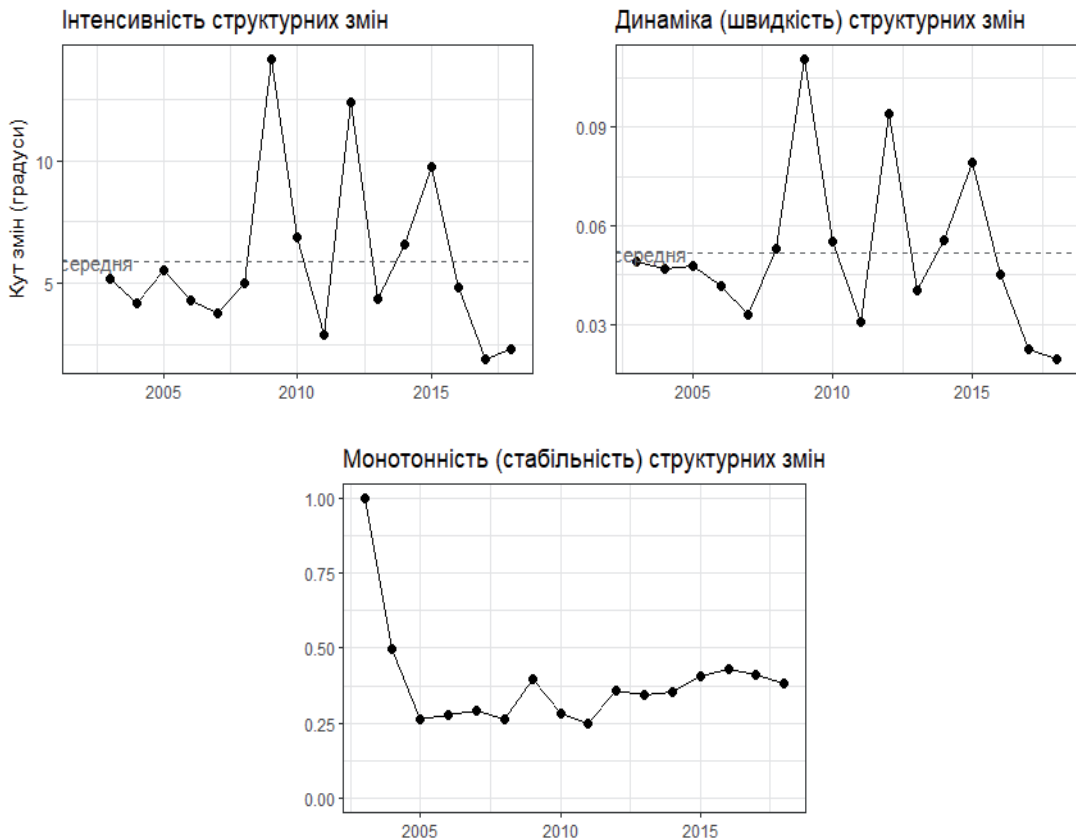 Інтенсивність структурних змін
Кут змін (градуси)
10
5
середня
2005 2010 2015
Динаміка (швидкість) структурних змін
0.09
0.06
0.03
середня
2005 2010 2015
Монотонність (стабільність) структурних змін
1.00
0.75
0.50
0.25
0.00
2005 2010 2015